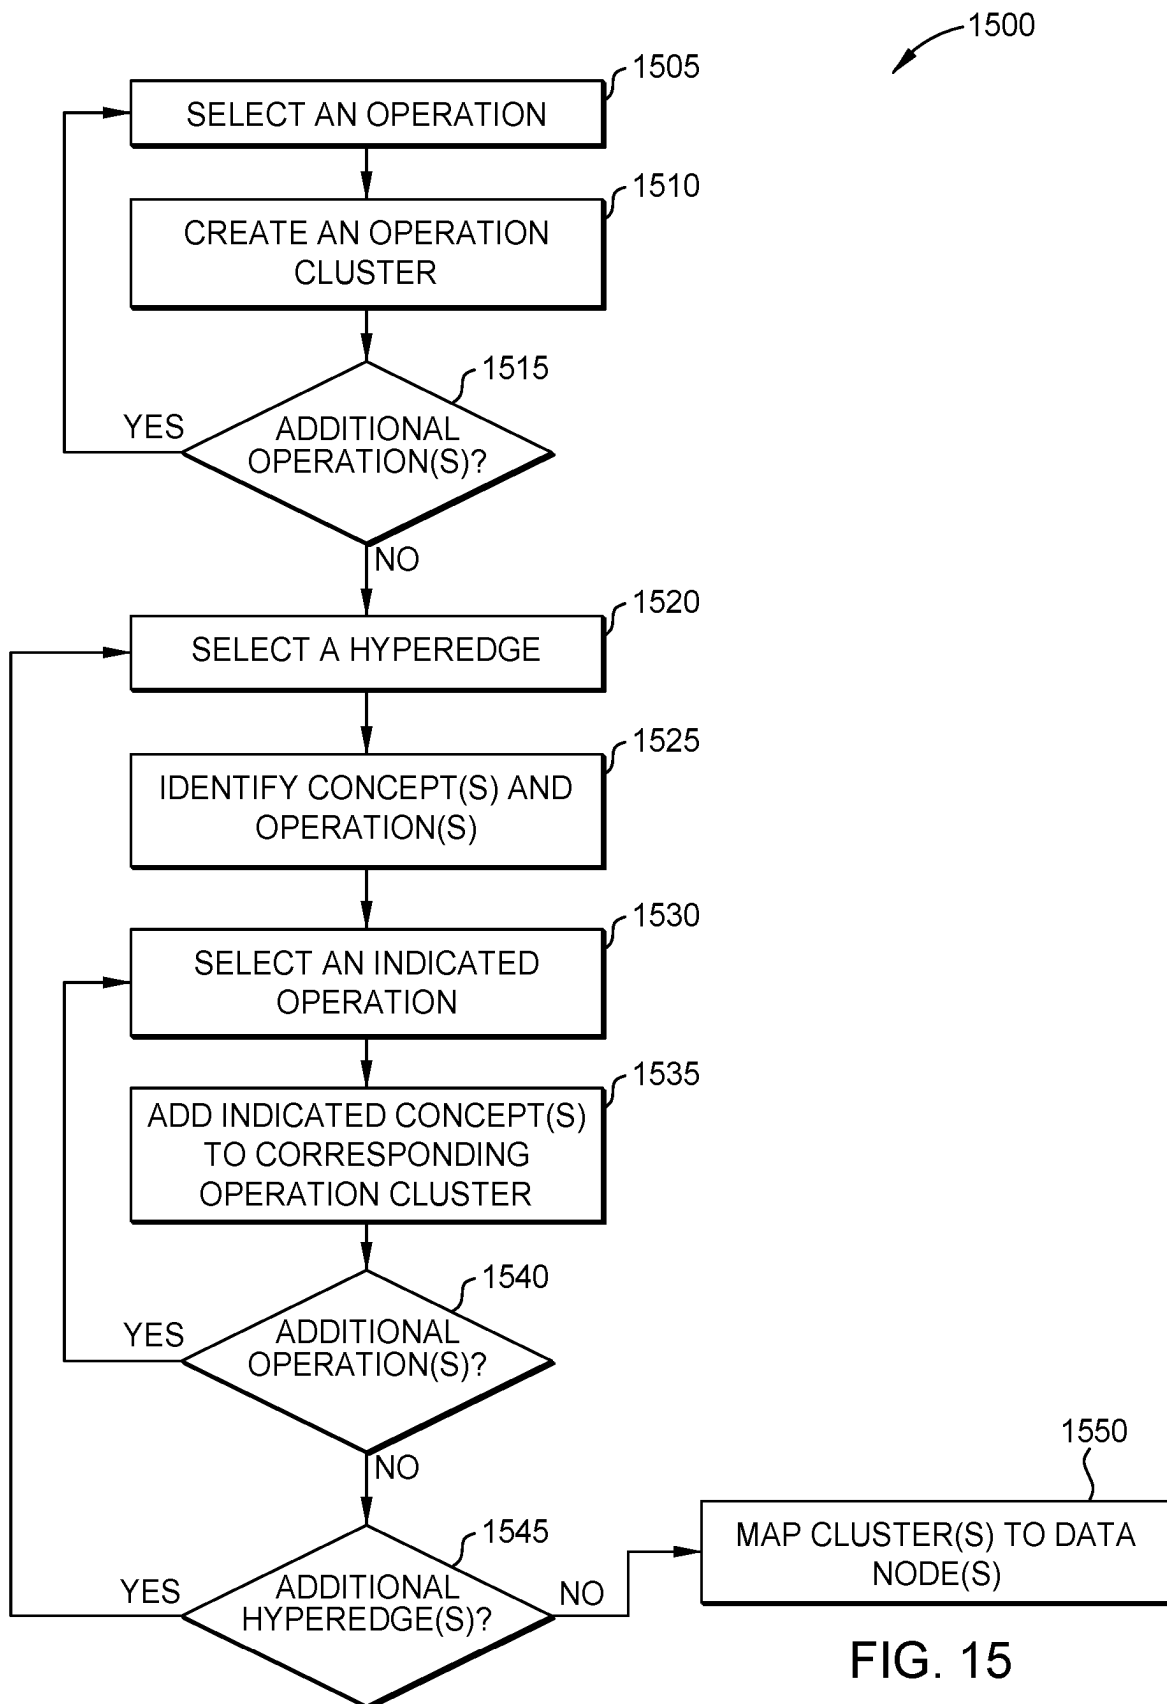 1500
1505
SELECT AN OPERATION
1510
CREATE AN OPERATION
CLUSTER
1515
YES
ADDITIONAL
OPERATION(S)?
NO
1520
SELECT A HYPEREDGE
1525
IDENTIFY CONCEPT(S) AND
OPERATION(S)
1530
SELECT AN INDICATED
OPERATION
1535
ADD INDICATED CONCEPT(S)
TO CORRESPONDING
OPERATION CLUSTER
1540
YES
ADDITIONAL
OPERATION(S)?
NO
1545
YES
ADDITIONAL
HYPEREDGE(S)?
NO
1550
MAP CLUSTER(S) TO DATA
NODE(S)
FIG. 15